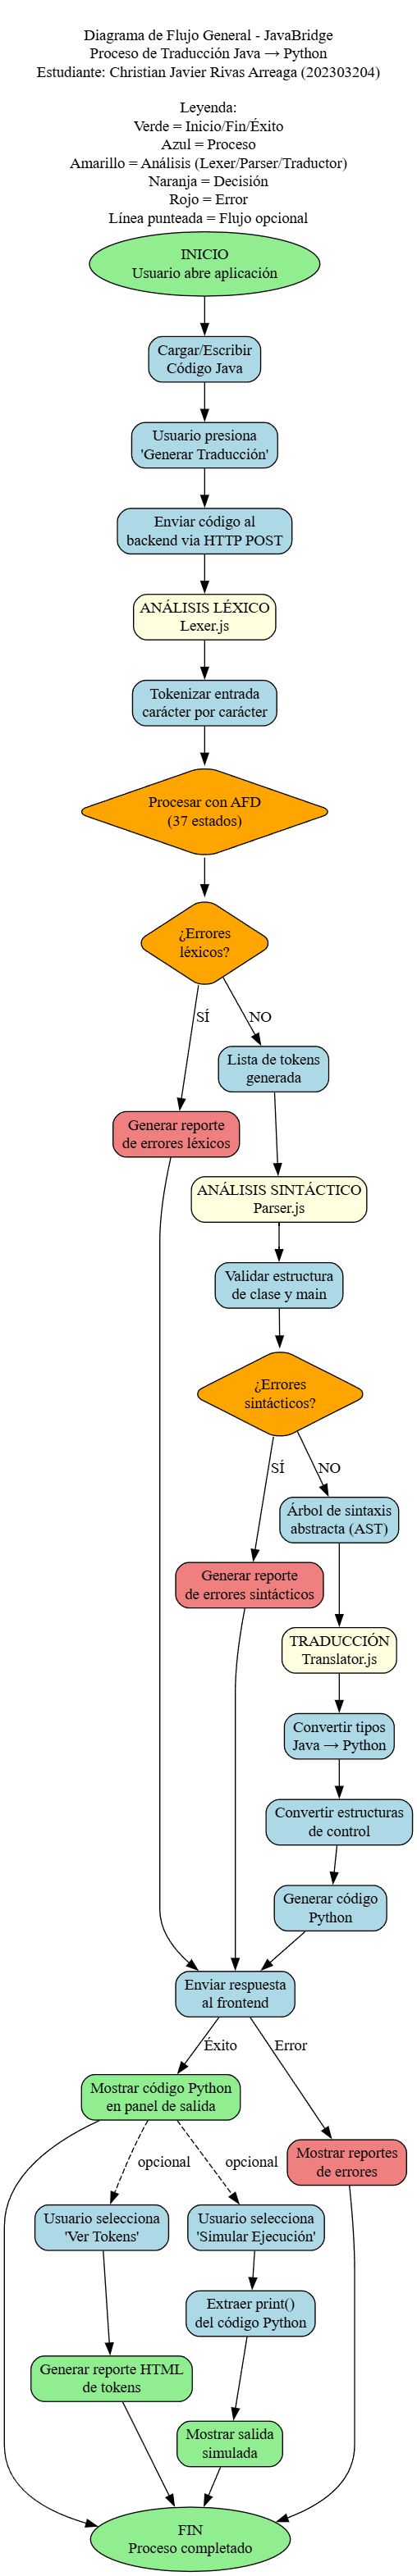 Diagrama de Flujo General - JavaBridge
Proceso de Traducción Java → Python
Estudiante: Christian Javier Rivas Arreaga (202303204)
Leyenda:
Verde = Inicio/Fin/Éxito
Azul = Proceso
Amarillo = Análisis (Lexer/Parser/Traductor)
Naranja = Decisión
Rojo = Error
Línea punteada = Flujo opcional
INICIO
Usuario abre aplicación
Cargar/Escribir
Código Java
Usuario presiona
'Generar Traducción'
Enviar código al
backend via HTTP POST
ANÁLISIS LÉXICO
Lexer.js
Tokenizar entrada
carácter por carácter
Procesar con AFD
(37 estados)
¿Errores
léxicos?
SÍ
NO
Lista de tokens
generada
Generar reporte
de errores léxicos
ANÁLISIS SINTÁCTICO
Parser.js
Validar estructura
de clase y main
¿Errores
sintácticos?
SÍ
NO
Árbol de sintaxis
abstracta (AST)
Generar reporte
de errores sintácticos
TRADUCCIÓN
Translator.js
Convertir tipos
Java → Python
Convertir estructuras
de control
Generar código
Python
Enviar respuesta
al frontend
Éxito
Error
Mostrar código Python
en panel de salida
Mostrar reportes
de errores
opcional
opcional
Usuario selecciona
'Ver Tokens'
Usuario selecciona
'Simular Ejecución'
Extraer print()
del código Python
Generar reporte HTML
de tokens
Mostrar salida
simulada
FIN
Proceso completado